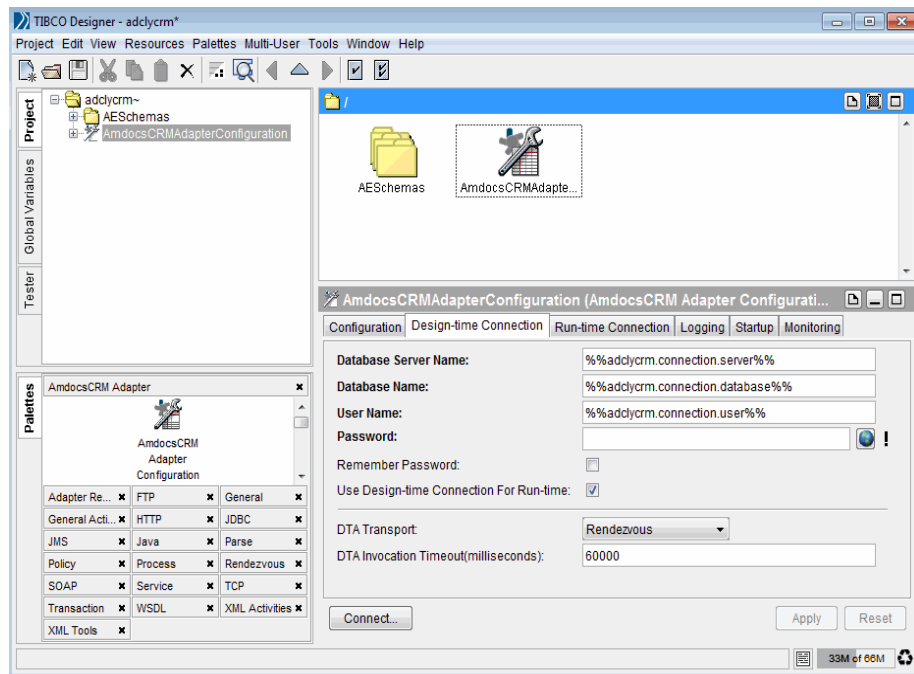 TIBCO Designer - adclycrm*
Project Edit View Resources Palettes Multi-User Tools Window Help
Project
Global Variables
Tester
adclycrm~
AESchemas
AmdocsCRMAdapterConfiguration
/
AESchemas
AmdocsCRMAdapte...
AmdocsCRMAdapterConfiguration (AmdocsCRM Adapter Configurati...
Configuration Design-time Connection Run-time Connection Logging Startup Monitoring
Database Server Name: %%adclycrm.connection.server%%
Database Name: %%adclycrm.connection.database%%
User Name: %%adclycrm.connection.user%%
Password: !
Remember Password:
Use Design-time Connection For Run-time:
DTA Transport: Rendezvous
DTA Invocation Timeout(milliseconds): 60000
Connect... Apply Reset
Palettes
AmdocsCRM Adapter
AmdocsCRM
Adapter
Configuration
Adapter Re... FTP General
General Acti... HTTP JDBC
JMS Java Parse
Policy Process Rendezvous
SOAP Service TCP
Transaction WSDL XML Activities
XML Tools
33M of 66M